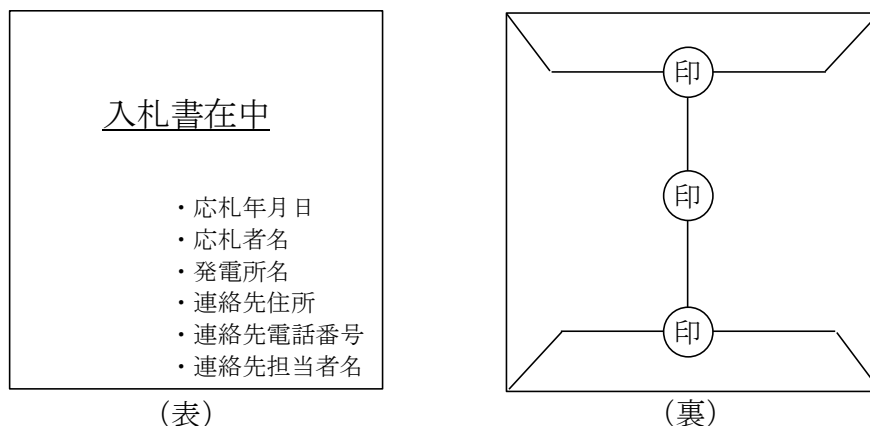 入札書在中
・応札年月日
・応札者名
・発電所名
・連絡先住所
・連絡先電話番号
・連絡先担当者名
（表）
印
印
印
（裏）